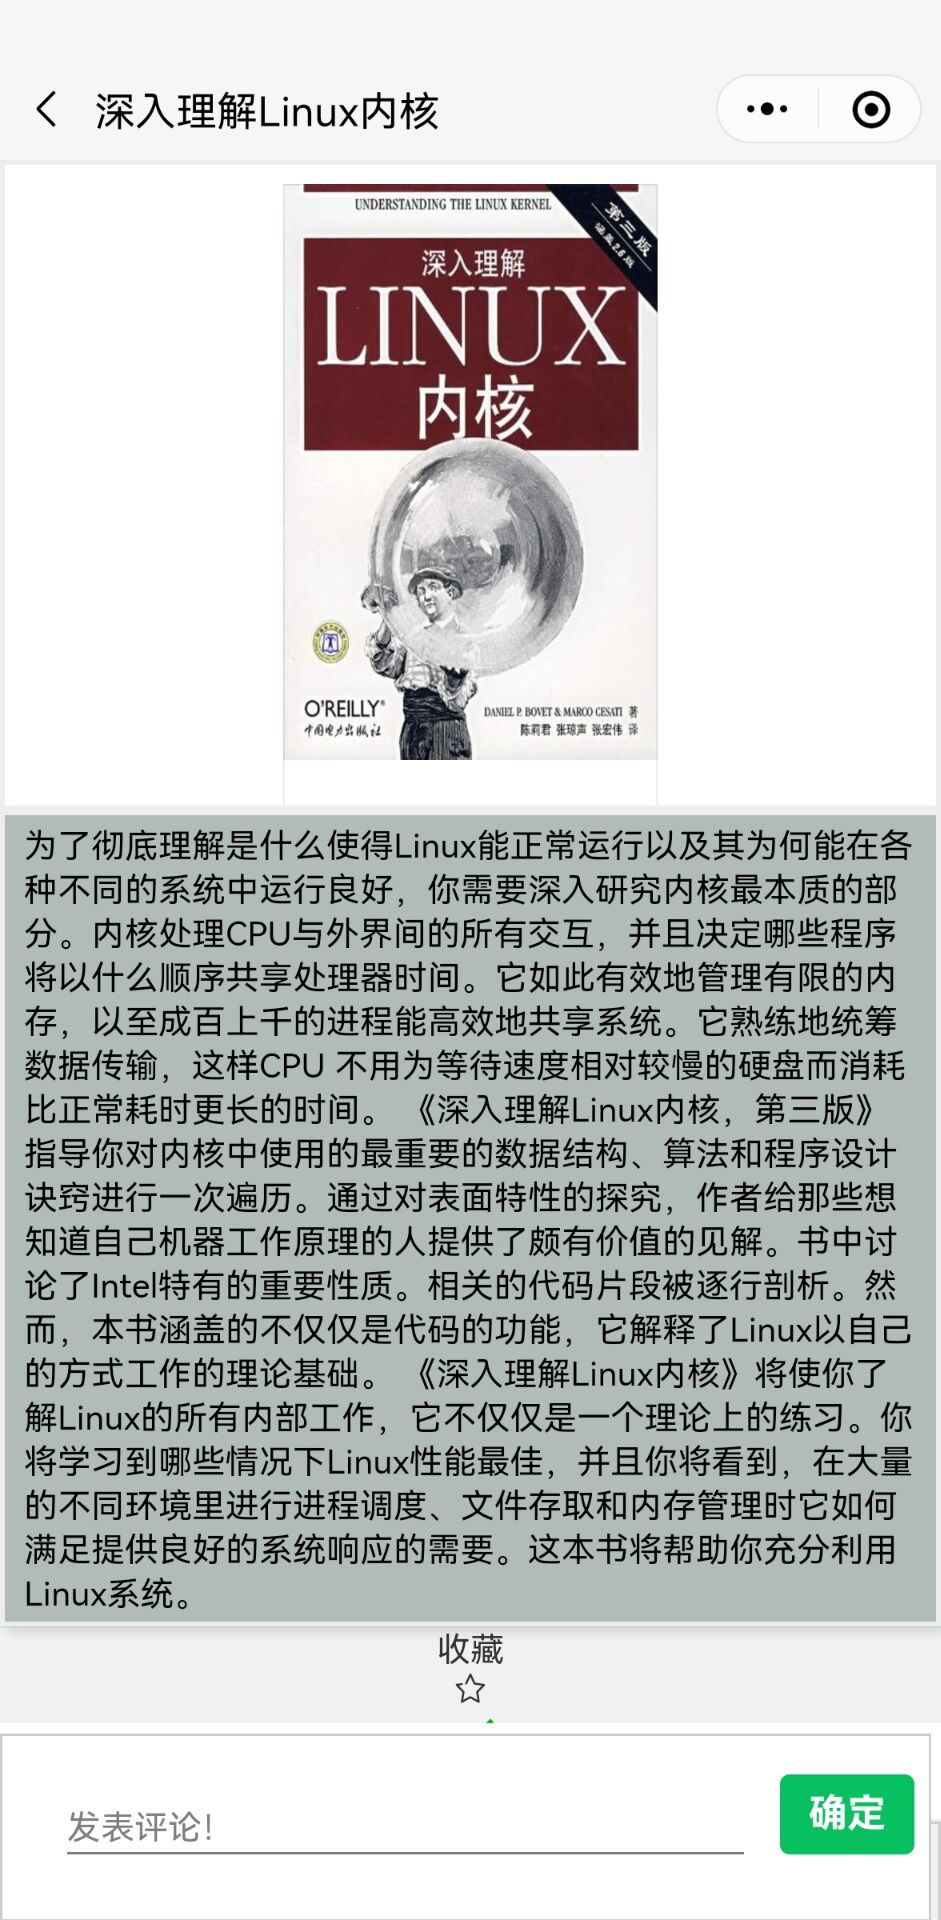 深入理解Linux内核
UNDERSTANDING THE LINUX KERNEL
第三版
涵盖2.6版
深入理解
LINUX
内核
O'REILLY®
中国电力出版社
DANIEL P. BOVET & MARCO CESATI 著
陈莉君 张琼声 张宏伟 译
为了彻底理解是什么使得Linux能正常运行以及其为何能在各
种不同的系统中运行良好，你需要深入研究内核最本质的部
分。内核处理CPU与外界间的所有交互，并且决定哪些程序
将以什么顺序共享处理器时间。它如此有效地管理有限的内
存，以至成百上千的进程能高效地共享系统。它熟练地统筹
数据传输，这样CPU 不用为等待速度相对较慢的硬盘而消耗
比正常耗时更长的时间。 《深入理解Linux内核，第三版》
指导你对内核中使用的最重要的数据结构、算法和程序设计
诀窍进行一次遍历。通过对表面特性的探究，作者给那些想
知道自己机器工作原理的人提供了颇有价值的见解。书中讨
论了Intel特有的重要性质。相关的代码片段被逐行剖析。然
而，本书涵盖的不仅仅是代码的功能，它解释了Linux以自己
的方式工作的理论基础。 《深入理解Linux内核》将使你了
解Linux的所有内部工作，它不仅仅是一个理论上的练习。你
将学习到哪些情况下Linux性能最佳，并且你将看到，在大量
的不同环境里进行进程调度、文件存取和内存管理时它如何
满足提供良好的系统响应的需要。这本书将帮助你充分利用
Linux系统。
收藏
发表评论!
确定